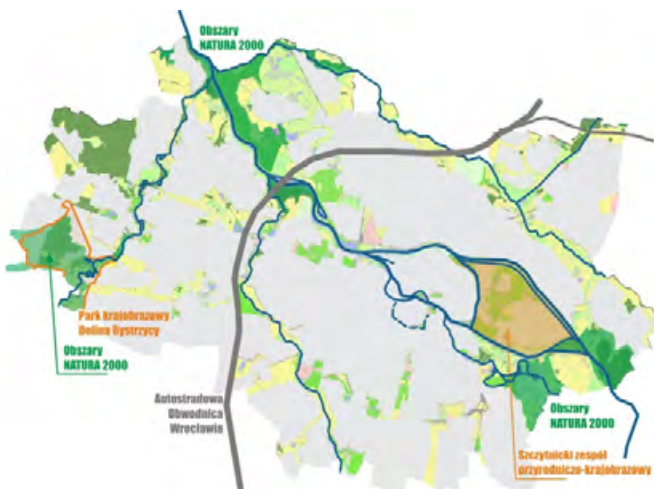 Obszary
NATURA 2000
Park krajobrazowy
Dolina Bystrzycy
Obszary
NATURA 2000
Autostradowa
Obwodnica
Wrocławia
Obszary
NATURA 2000
Szczytnicki zespół
przyrodniczo-krajobrazowy